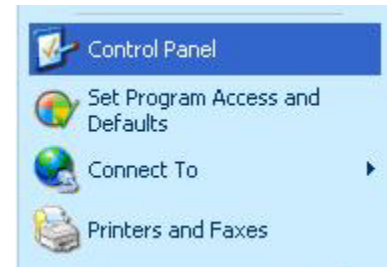 Control Panel
Set Program Access and
Defaults
Connect To
Printers and Faxes